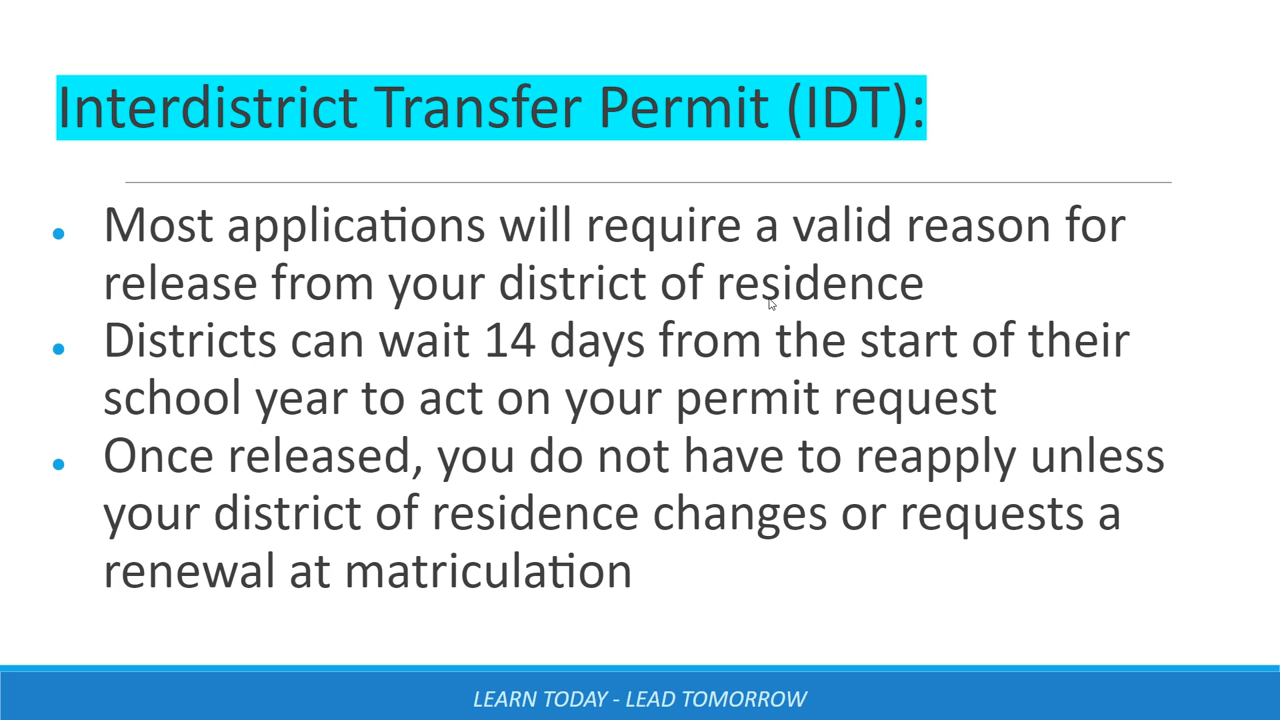 Interdistrict Transfer Permit (IDT):
Most applications will require a valid reason for
release from your district of residence
Districts can wait 14 days from the start of their
school year to act on your permit request
Once released, you do not have to reapply unless
your district of residence changes or requests a
renewal at matriculation
LEARN TODAY - LEAD TOMORROW